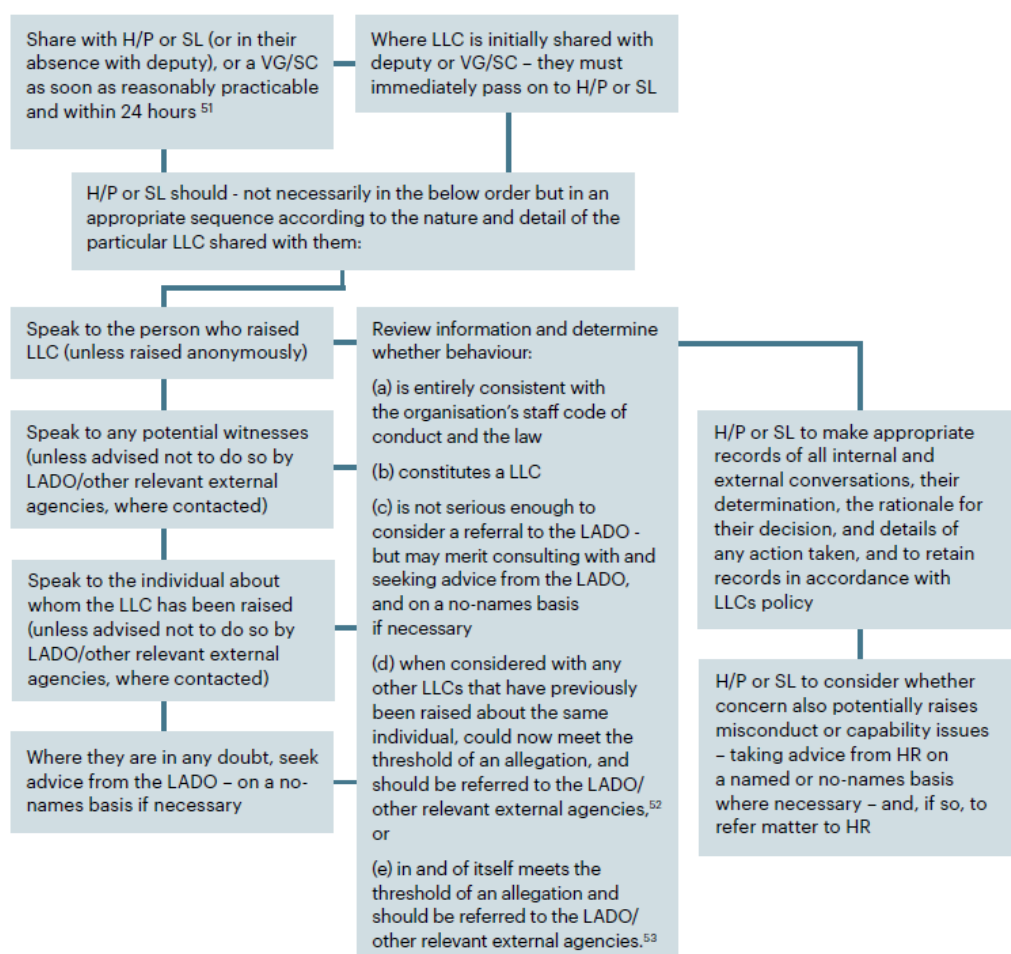 Share with H/P or SL (or in their
absence with deputy), or a VG/SC
as soon as reasonably practicable
and within 24 hours 51
Where LLC is initially shared with
deputy or VG/SC – they must
immediately pass on to H/P or SL
H/P or SL should - not necessarily in the below order but in an
appropriate sequence according to the nature and detail of the
particular LLC shared with them:
Speak to the person who raised
LLC (unless raised anonymously)
Speak to any potential witnesses
(unless advised not to do so by
LADO/other relevant external
agencies, where contacted)
Speak to the individual about
whom the LLC has been raised
(unless advised not to do so by
LADO/other relevant external
agencies, where contacted)
Where they are in any doubt, seek
advice from the LADO – on a no-
names basis if necessary
Review information and determine
whether behaviour:
(a) is entirely consistent with
the organisation’s staff code of
conduct and the law
(b) constitutes a LLC
(c) is not serious enough to
consider a referral to the LADO -
but may merit consulting with and
seeking advice from the LADO,
and on a no-names basis
if necessary
(d) when considered with any
other LLCs that have previously
been raised about the same
individual, could now meet the
threshold of an allegation, and
should be referred to the LADO/
other relevant external agencies,52
or
(e) in and of itself meets the
threshold of an allegation and
should be referred to the LADO/
other relevant external agencies.53
H/P or SL to make appropriate
records of all internal and
external conversations, their
determination, the rationale for
their decision, and details of
any action taken, and to retain
records in accordance with
LLCs policy
H/P or SL to consider whether
concern also potentially raises
misconduct or capability issues
– taking advice from HR on
a named or no-names basis
where necessary – and, if so, to
refer matter to HR